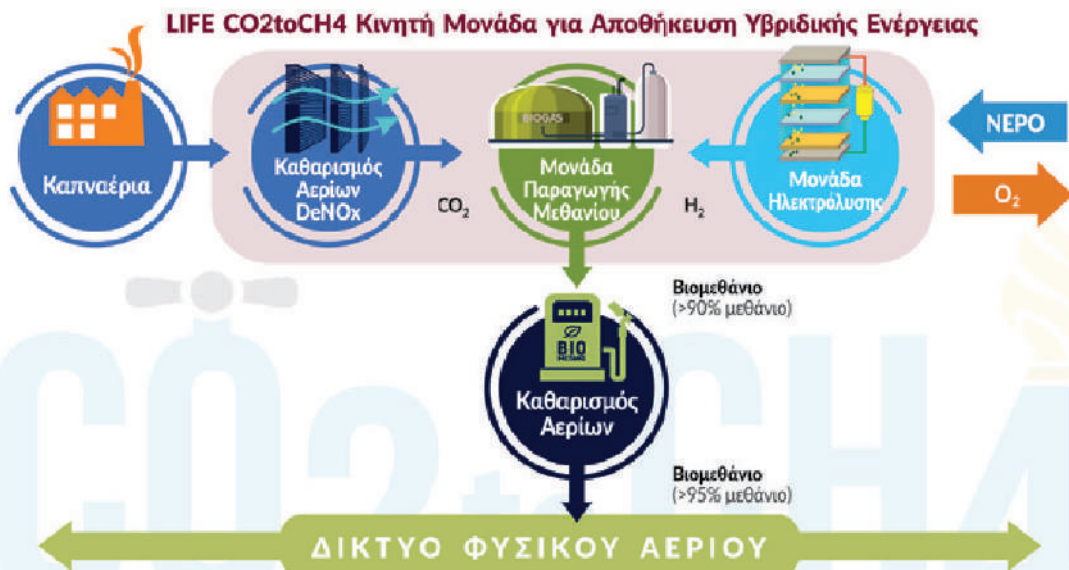 LIFE CO2toCH4 Κινητή Μονάδα για Αποθήκευση Υβριδικής Ενέργειας
Καπναέρια
Καθαρισμός
Αερίων
DeNOx
CO₂
BIOGAS
Μονάδα
Παραγωγής
Μεθανίου
H₂
Μονάδα
Ηλεκτρόλυσης
ΝΕΡΟ
O₂
Βιομεθάνιο
(>90% μεθάνιο)
BIO
Καθαρισμός
Αερίων
Βιομεθάνιο
(>95% μεθάνιο)
CO2toCH4
ΔΙΚΤΥΟ ΦΥΣΙΚΟΥ ΑΕΡΙΟΥ